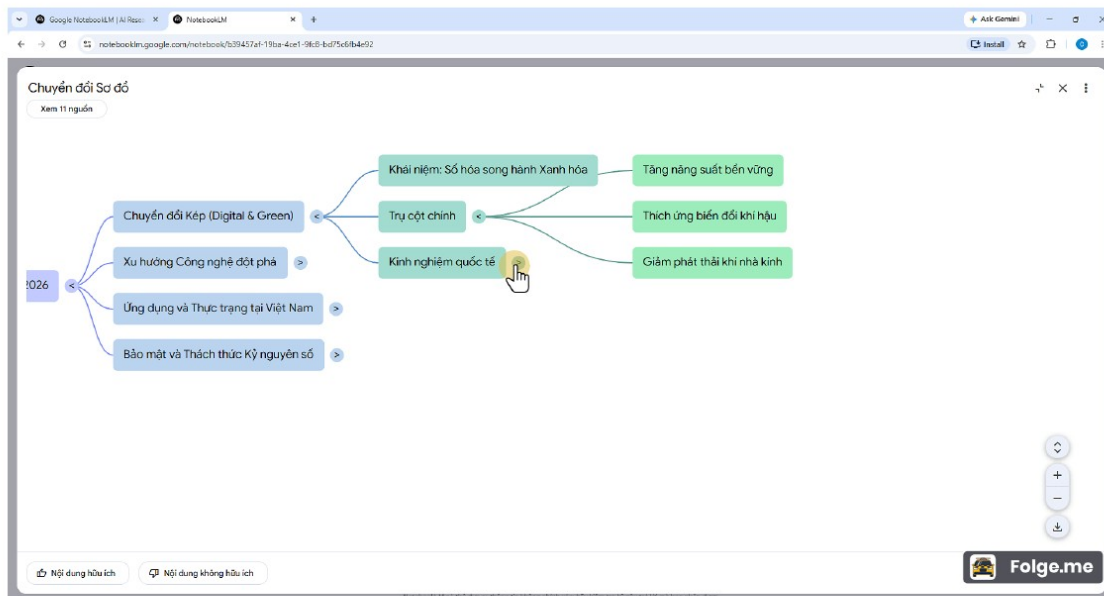 Google NotebookLM | AI Resea
NotebookLM
Ask Gemini
notebooklm.google.com/notebook/b39457af-19ba-4ce1-9fc8-bd75c6fb4e92
Install
Chuyển đổi Sơ đồ
Xem 11 nguồn
Khái niệm: Số hóa song hành Xanh hóa
Tăng năng suất bền vững
Chuyển đổi Kép (Digital & Green)
<
Trụ cột chính
<
Thích ứng biến đổi khí hậu
Xu hướng Công nghệ đột phá
>
Kinh nghiệm quốc tế
Giảm phát thải khí nhà kính
2026
<
Ứng dụng và Thực trạng tại Việt Nam
>
Bảo mật và Thách thức Kỷ nguyên số
>
Nội dung hữu ích
Nội dung không hữu ích
Folge.me